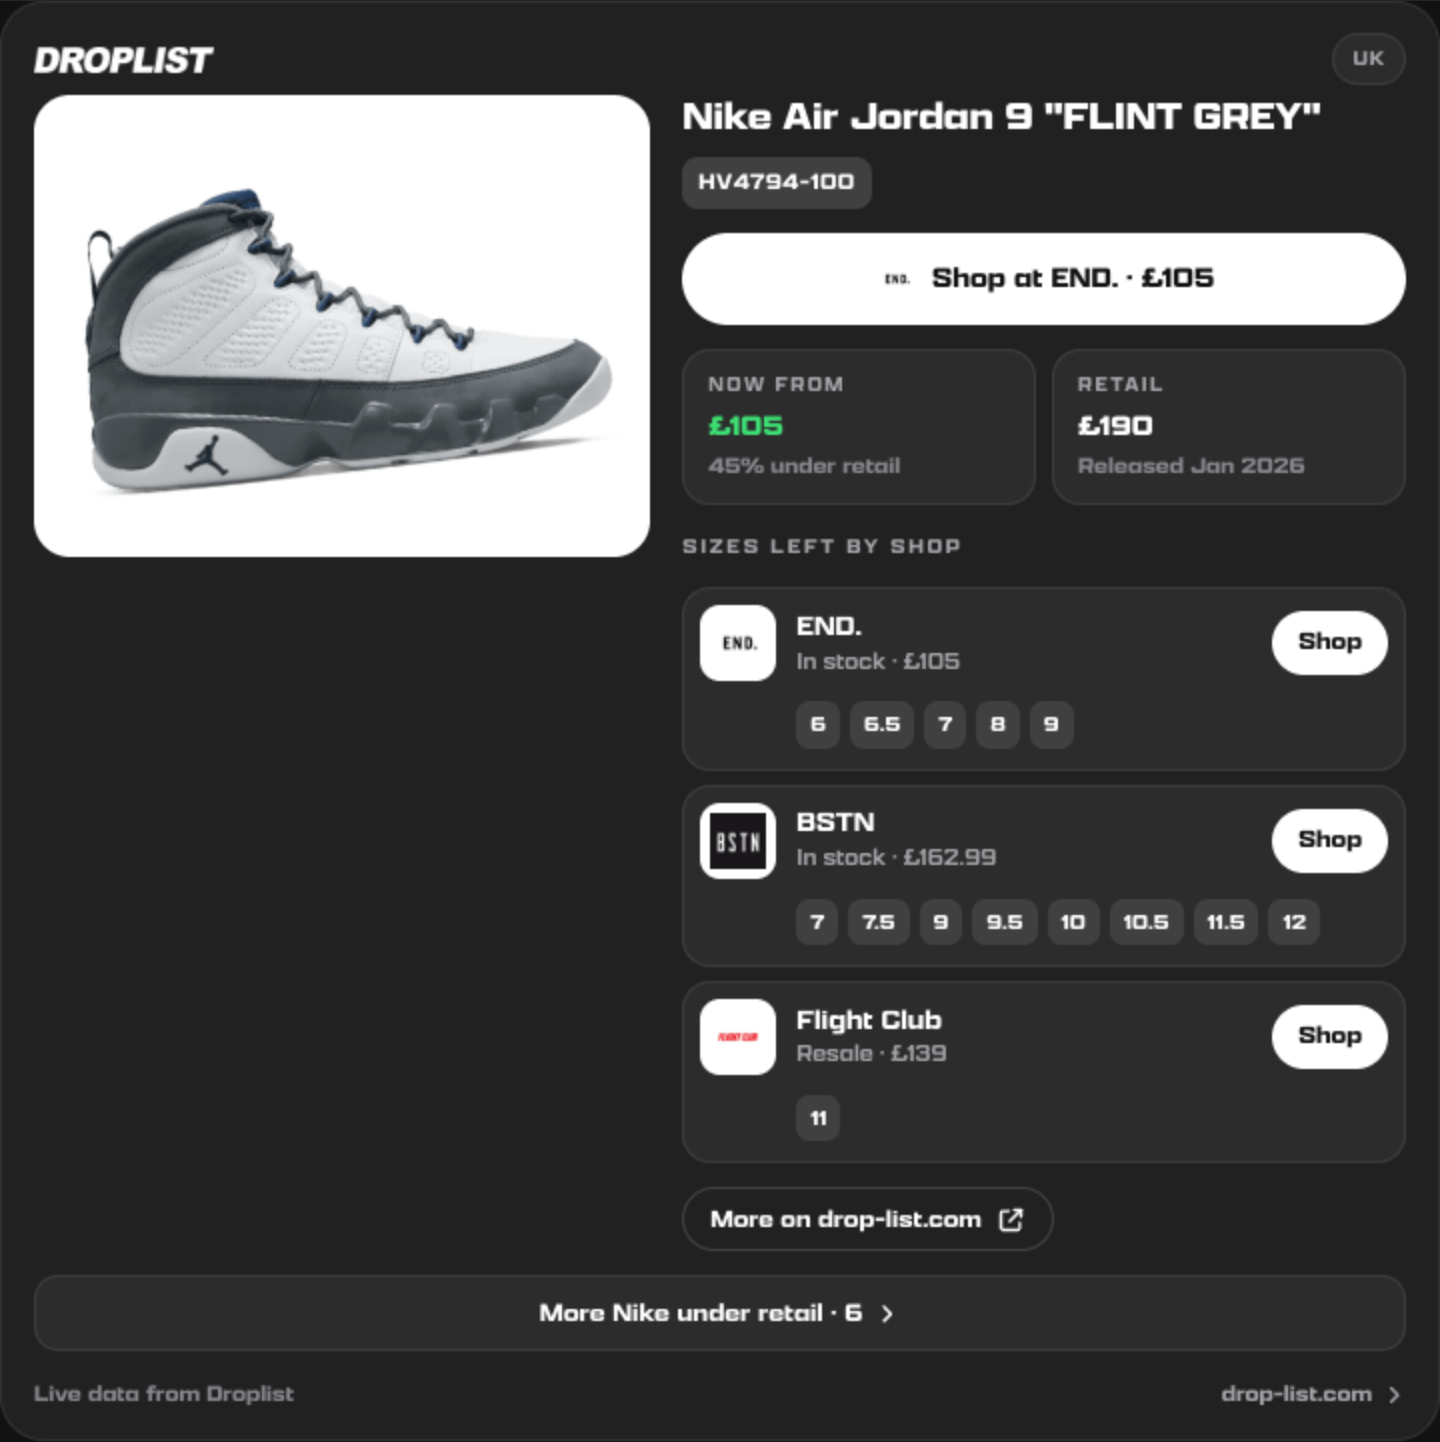 DROPLIST
UK
Nike Air Jordan 9 "FLINT GREY"
HV4794-100
END. Shop at END. · £105
NOW FROM
£105
45% under retail
RETAIL
£190
Released Jan 2026
SIZES LEFT BY SHOP
END.
END.
In stock · £105
Shop
6 6.5 7 8 9
BSTN
BSTN
In stock · £162.99
Shop
7 7.5 9 9.5 10 10.5 11.5 12
FLIGHT CLUB
Flight Club
Resale · £139
Shop
11
More on drop-list.com
More Nike under retail · 6
Live data from Droplist
drop-list.com